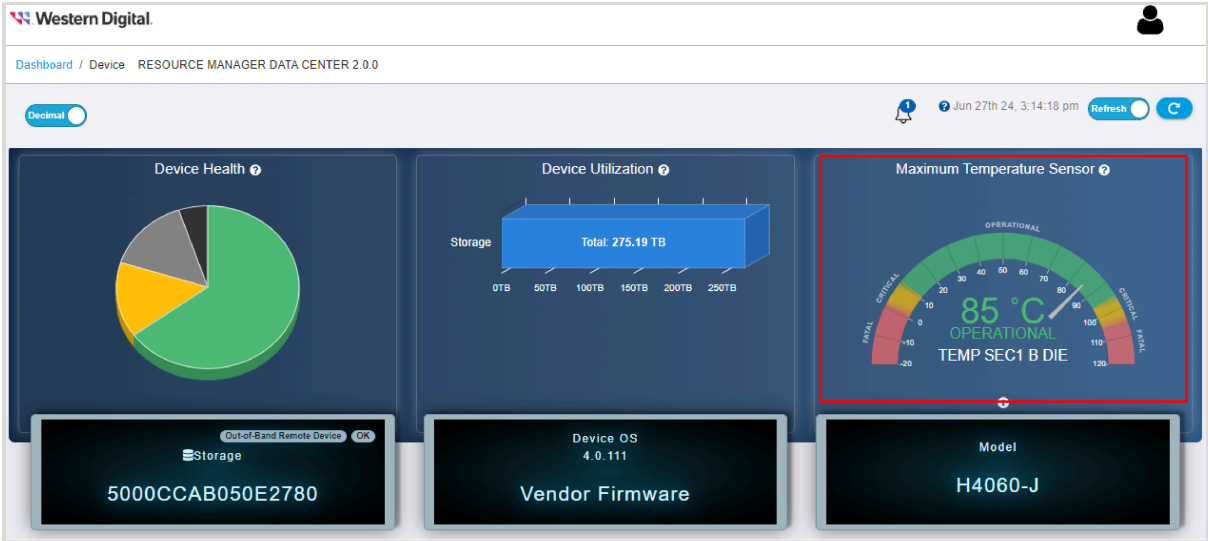 Western Digital.
Dashboard / Device RESOURCE MANAGER DATA CENTER 2.0.0
Decimal
1
Jun 27th 24, 3:14:18 pm
Refresh
Device Health
Device Utilization
Storage
Total: 275.19 TB
0TB 50TB 100TB 150TB 200TB 250TB
Maximum Temperature Sensor
FATAL
CRITICAL
OPERATIONAL
CRITICAL
FATAL
-20
-10
0
10
20
30
40
50
60
70
80
90
100
110
120
85 °C
OPERATIONAL
TEMP SEC1 B DIE
Out-of-Band Remote Device OK
Storage
5000CCAB050E2780
Device OS
4.0.111
Vendor Firmware
Model
H4060-J